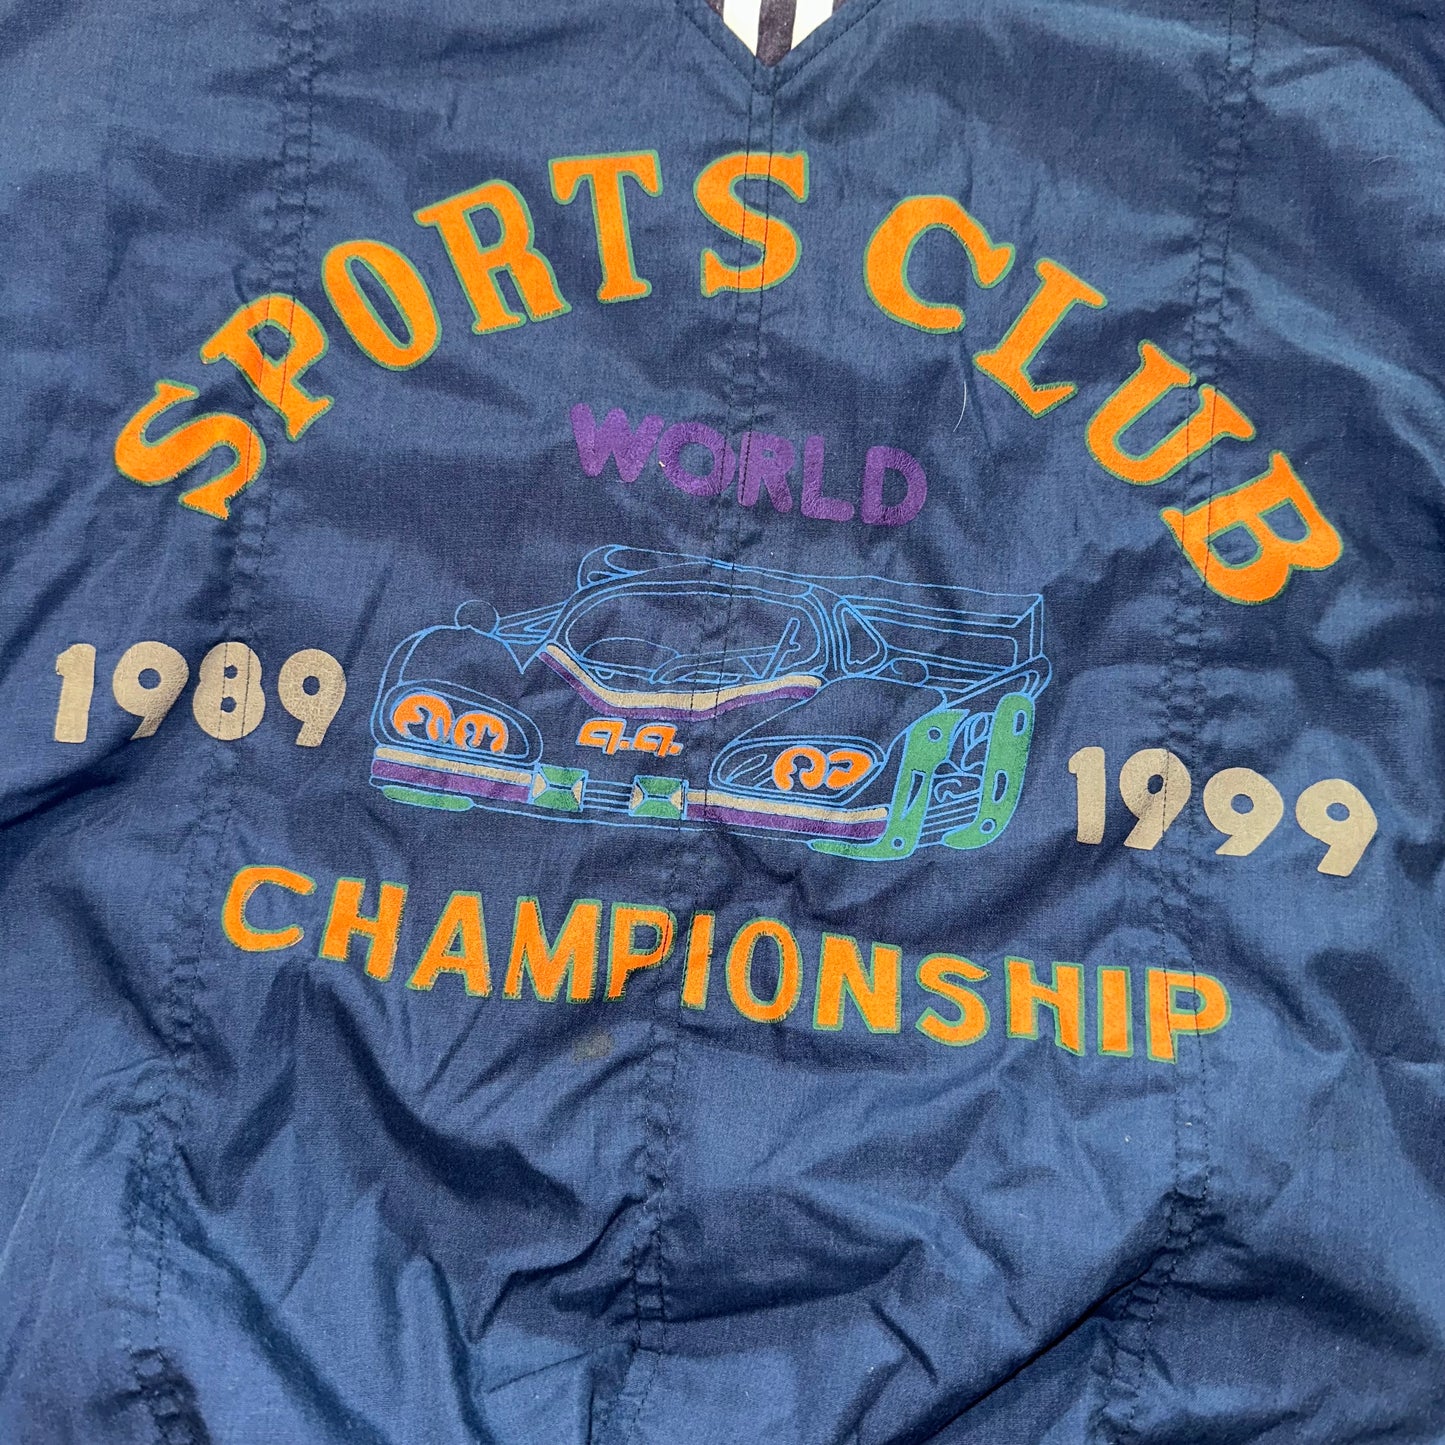 SPORTS CLUB
WORLD
1989
1999
q.q.
CHAMPIONSHIP